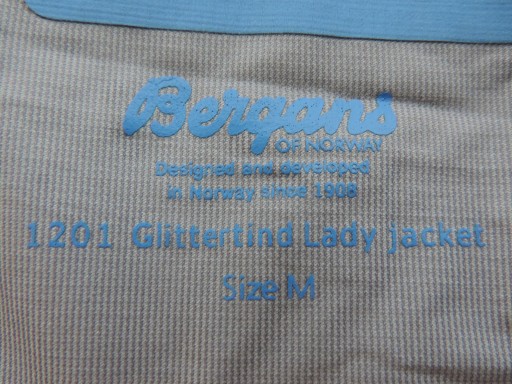 Bergans
OF NORWAY
Designed and developed
in Norway since 1908
1201 Glittertind Lady jacket
Size M